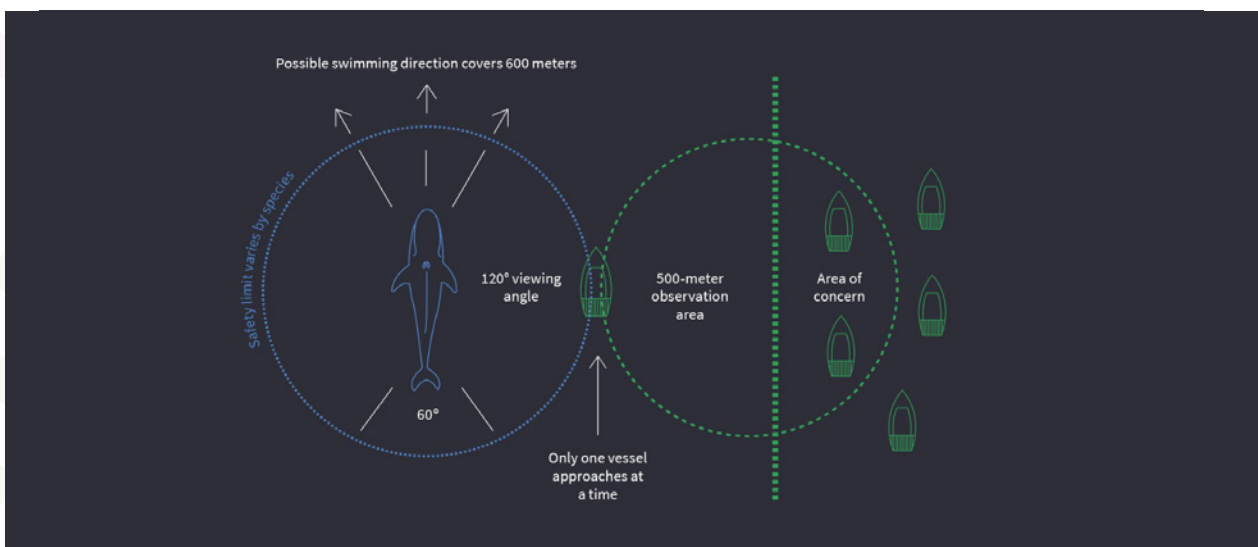 Possible swimming direction covers 600 meters
Safety limit varies by species
120° viewing
angle
500-meter
observation
area
Area of
concern
60°
Only one vessel
approaches at
a time